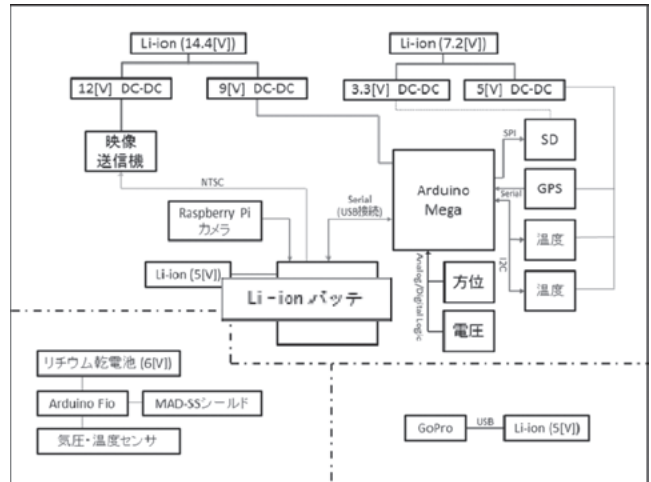 Li-ion (14.4[V])
Li-ion (7.2[V])
12[V] DC-DC
9[V] DC-DC
3.3[V] DC-DC
5[V] DC-DC
映像
送信機
NTSC
Raspberry Pi
カメラ
Serial
(USB接続)
Arduino
Mega
SPI
SD
Serial
GPS
I2C
温度
温度
Analog/Digital Logic
方位
電圧
Li-ion (5[V])
Li-ion バッテ
リチウム乾電池 (6[V])
Arduino Fio
MAD-SSシールド
気圧・温度センサ
GoPro
USB
Li-ion (5[V])